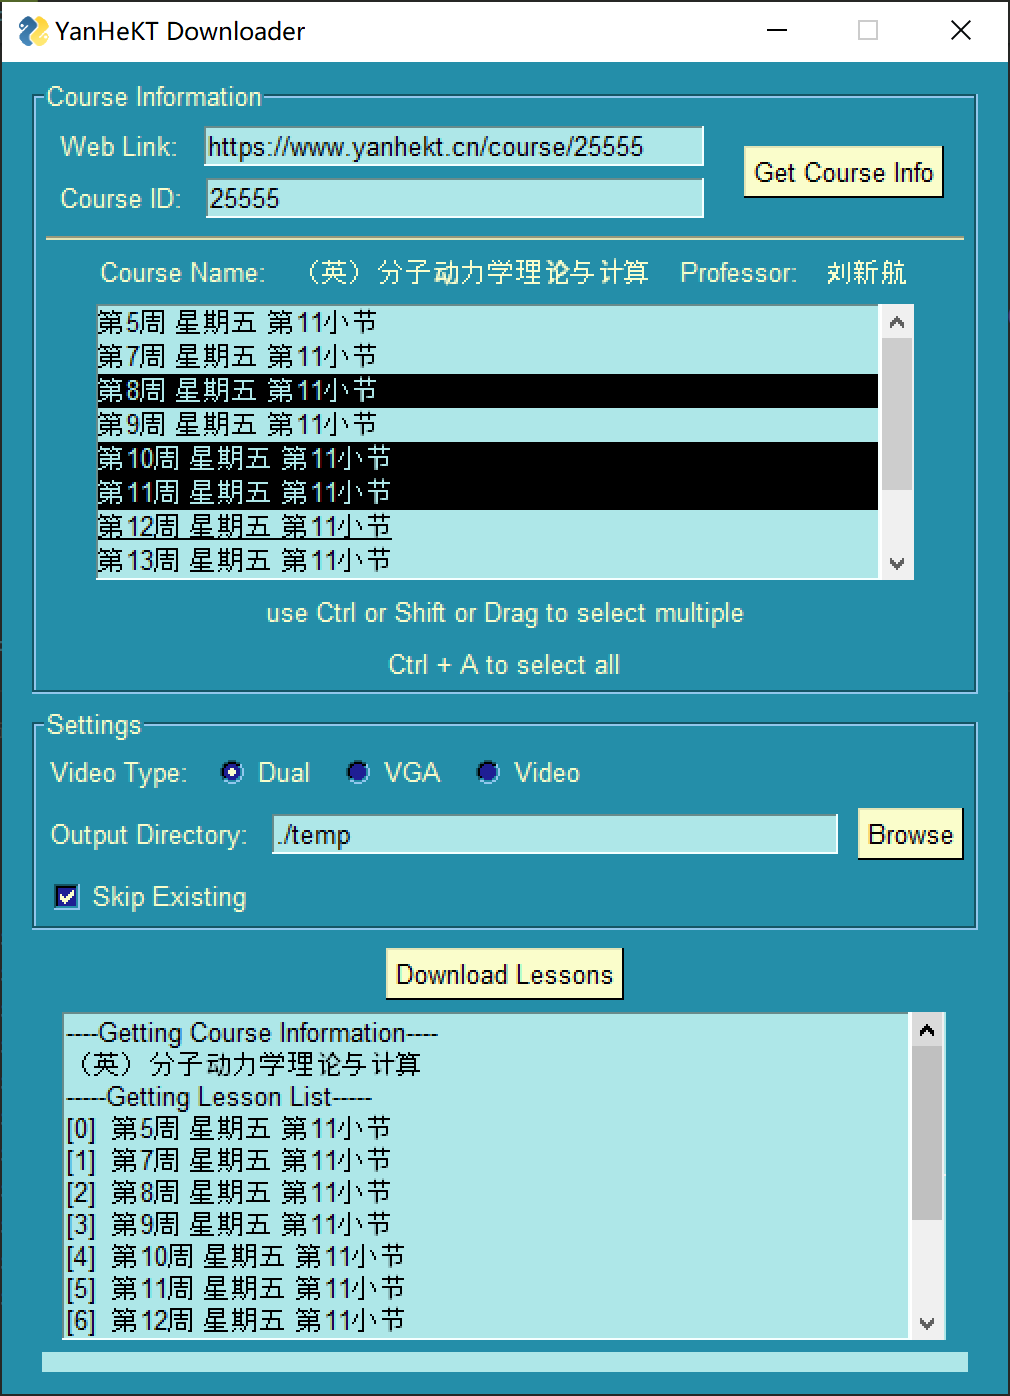 YanHeKT Downloader
Course Information
Web Link: https://www.yanhekt.cn/course/25555
Get Course Info
Course ID: 25555
Course Name: （英）分子动力学理论与计算 Professor: 刘新航
第5周 星期五 第11小节
第7周 星期五 第11小节
第8周 星期五 第11小节
第9周 星期五 第11小节
第10周 星期五 第11小节
第11周 星期五 第11小节
第12周 星期五 第11小节
第13周 星期五 第11小节
use Ctrl or Shift or Drag to select multiple
Ctrl + A to select all
Settings
Video Type: Dual VGA Video
Output Directory: ./temp Browse
Skip Existing
Download Lessons
----Getting Course Information----
（英）分子动力学理论与计算
-----Getting Lesson List-----
[0] 第5周 星期五 第11小节
[1] 第7周 星期五 第11小节
[2] 第8周 星期五 第11小节
[3] 第9周 星期五 第11小节
[4] 第10周 星期五 第11小节
[5] 第11周 星期五 第11小节
[6] 第12周 星期五 第11小节